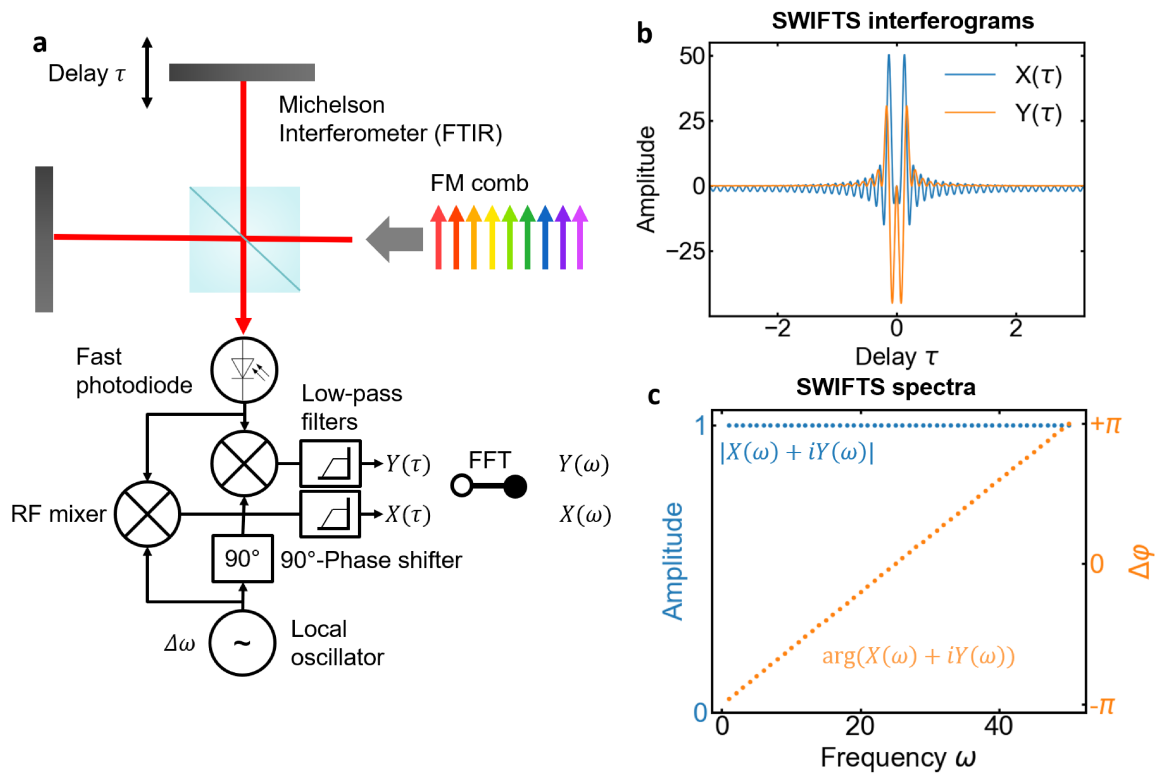 a
Delay τ
Michelson
Interferometer (FTIR)
FM comb
Fast
photodiode
Low-pass
filters
Y(τ)
FFT
Y(ω)
RF mixer
X(τ)
X(ω)
90°
90°-Phase shifter
Δω
~
Local
oscillator
b
SWIFTS interferograms
50
25
0
−25
Amplitude
X(τ)
Y(τ)
−2
0
2
Delay τ
c
SWIFTS spectra
1
0
Amplitude
|X(ω) + iY(ω)|
arg(X(ω) + iY(ω))
+π
0
-π
Δφ
0
20
40
Frequency ω